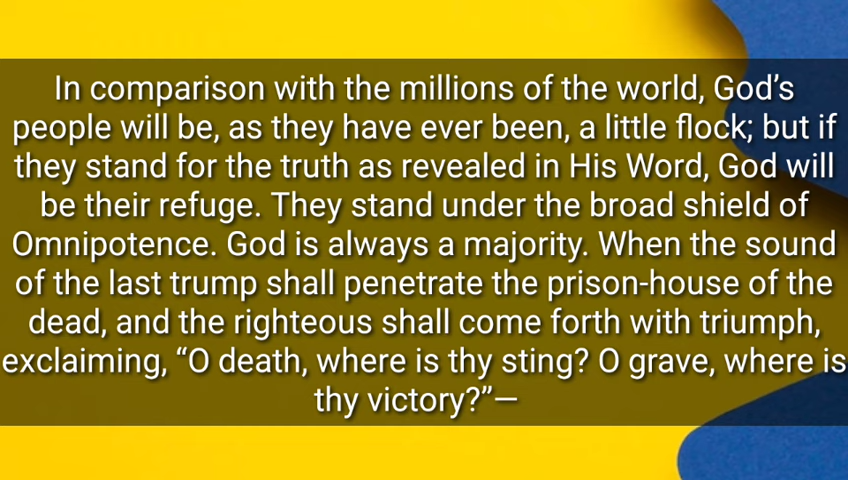 In comparison with the millions of the world, God’s
people will be, as they have ever been, a little flock; but if
they stand for the truth as revealed in His Word, God will
be their refuge. They stand under the broad shield of
Omnipotence. God is always a majority. When the sound
of the last trump shall penetrate the prison-house of the
dead, and the righteous shall come forth with triumph,
exclaiming, “O death, where is thy sting? O grave, where is
thy victory?”—